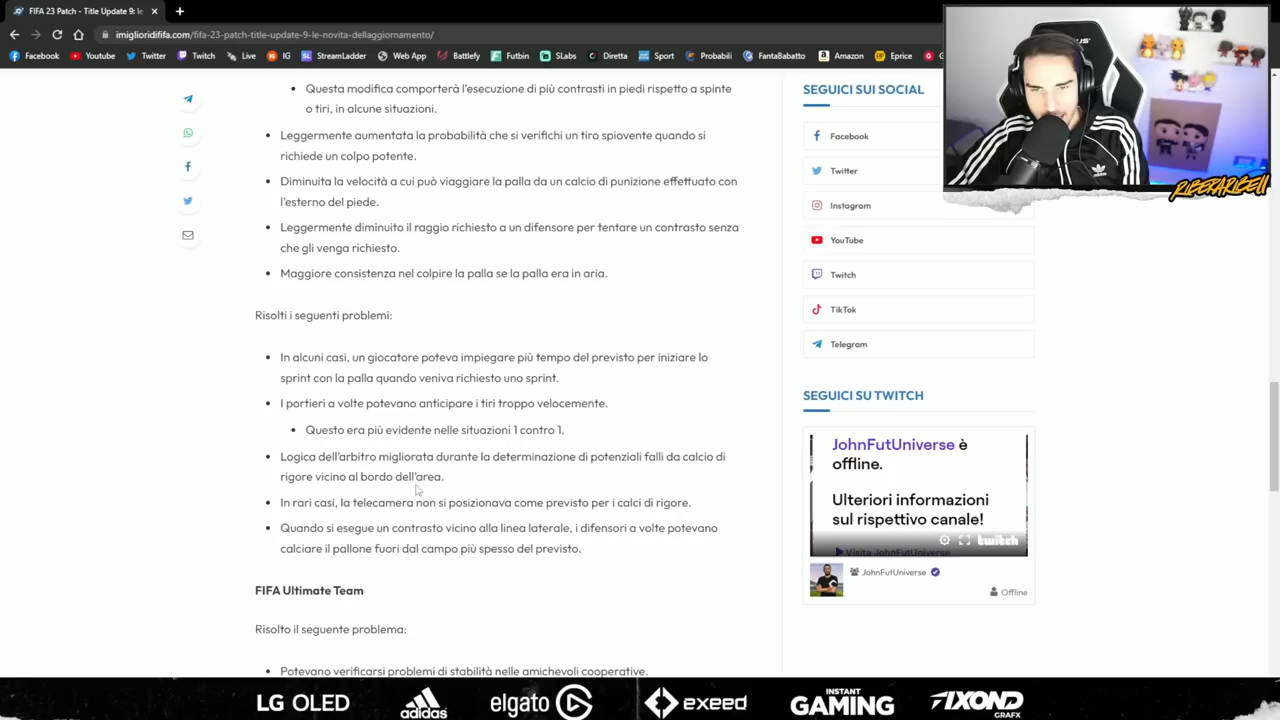 FIFA 23 Patch - Title Update 9: le
imiglioridififa.com/fifa-23-patch-title-update-9-le-novita-dellaggiornamento/
Facebook
Youtube
Twitter
Twitch
Live
IG
StreamLadder
Web App
Battlefy
Futbin
SLabs
Diretta
Sport
Probabili
FantaBabatto
Amazon
Eprice
G
Questa modifica comporterà l'esecuzione di più contrasti in piedi rispetto a spinte
o tiri, in alcune situazioni.
Leggermente aumentata la probabilità che si verifichi un tiro spiovente quando si
richiede un colpo potente.
Diminuita la velocità a cui può viaggiare la palla da un calcio di punizione effettuato con
l'esterno del piede.
Leggermente diminuito il raggio richiesto a un difensore per tentare un contrasto senza
che gli venga richiesto.
Maggiore consistenza nel colpire la palla se la palla era in aria.
Risolti i seguenti problemi:
In alcuni casi, un giocatore poteva impiegare più tempo del previsto per iniziare lo
sprint con la palla quando veniva richiesto uno sprint.
I portieri a volte potevano anticipare i tiri troppo velocemente.
Questo era più evidente nelle situazioni 1 contro 1.
Logica dell'arbitro migliorata durante la determinazione di potenziali falli da calcio di
rigore vicino al bordo dell'area.
In rari casi, la telecamera non si posizionava come previsto per i calci di rigore.
Quando si esegue un contrasto vicino alla linea laterale, i difensori a volte potevano
calciare il pallone fuori dal campo più spesso del previsto.
FIFA Ultimate Team
Risolto il seguente problema:
Potevano verificarsi problemi di stabilità nelle amichevoli cooperative.
SEGUICI SUI SOCIAL
Facebook
Twitter
Instagram
YouTube
Twitch
TikTok
Telegram
SEGUICI SU TWITCH
JohnFutUniverse è
offline.
Ulteriori informazioni
sul rispettivo canale!
twitch
Visita JohnFutUniverse
JohnFutUniverse
Offline
adidas
RIBERARIBELL
LG OLED
adidas
elgato
exeed
INSTANT
GAMING
FIXOND
GRAFX